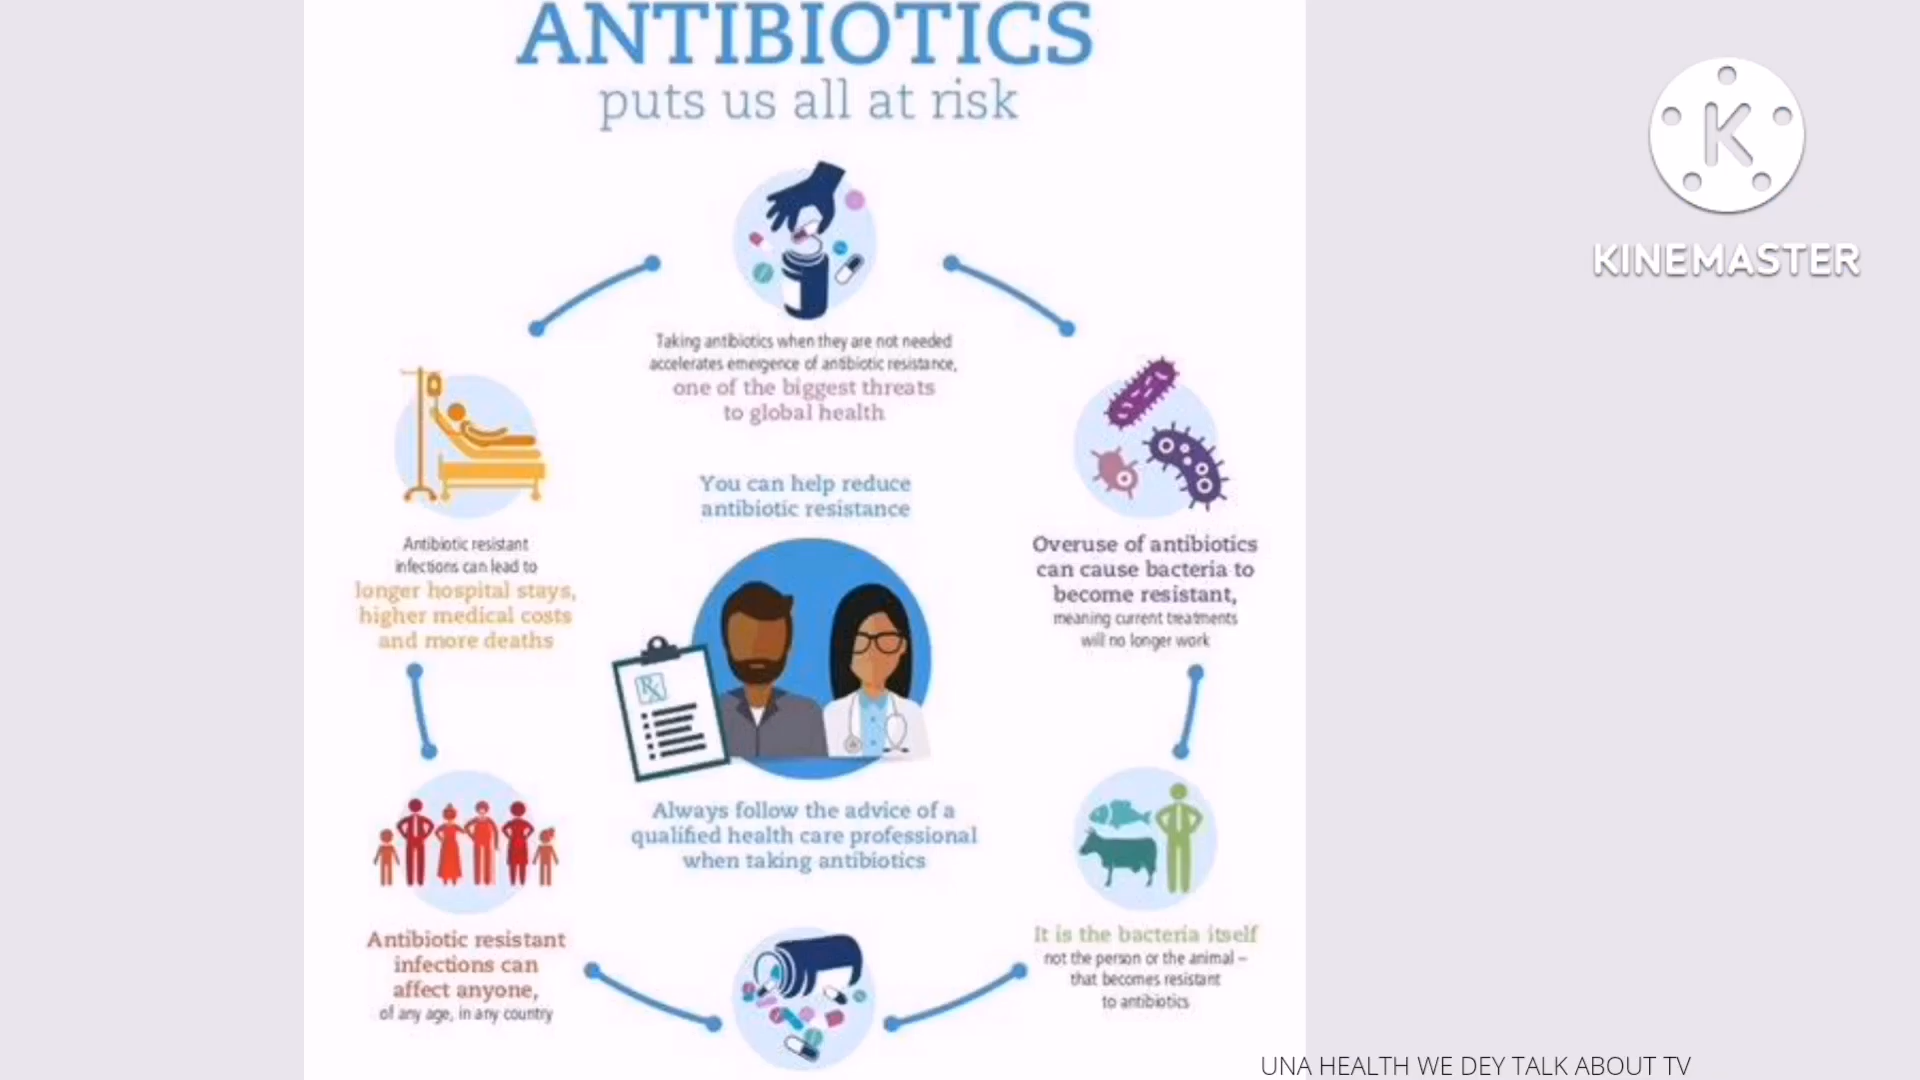 ANTIBIOTICS
puts us all at risk
K
KINEMASTER
Taking antibiotics when they are not needed
accelerates emergence of antibiotic resistance,
one of the biggest threats
to global health
You can help reduce
antibiotic resistance
Antibiotic resistant
infections can lead to
longer hospital stays,
higher medical costs
and more deaths
Overuse of antibiotics
can cause bacteria to
become resistant,
meaning current treatments
will no longer work
Rx
Always follow the advice of a
qualified health care professional
when taking antibiotics
Antibiotic resistant
infections can
affect anyone,
of any age, in any country
It is the bacteria itself
not the person or the animal –
that becomes resistant
to antibiotics
UNA HEALTH WE DEY TALK ABOUT TV